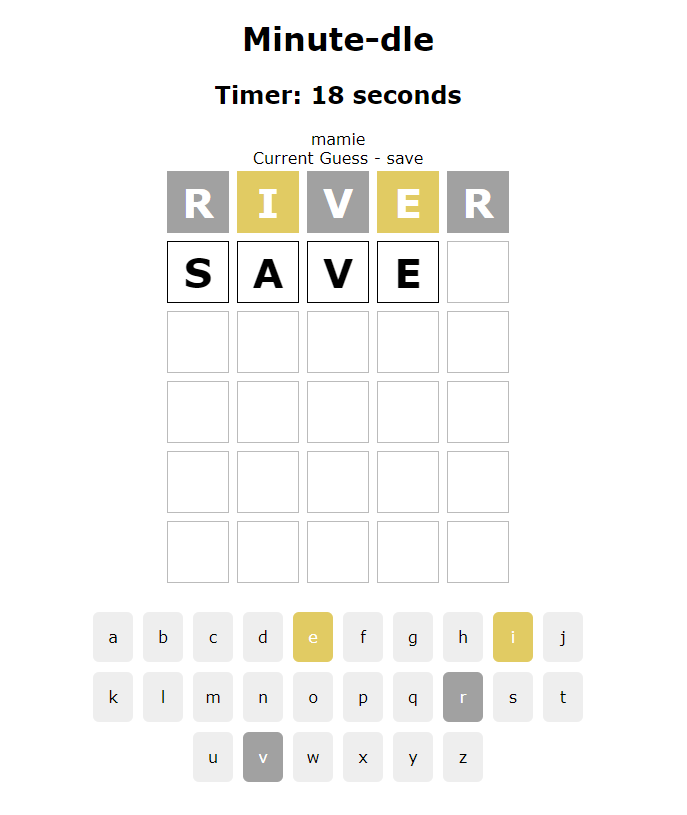 Minute-dle
Timer: 18 seconds
mamie
Current Guess - save
R I V E R
S A V E
a b c d e f g h i j
k l m n o p q r s t
u v w x y z